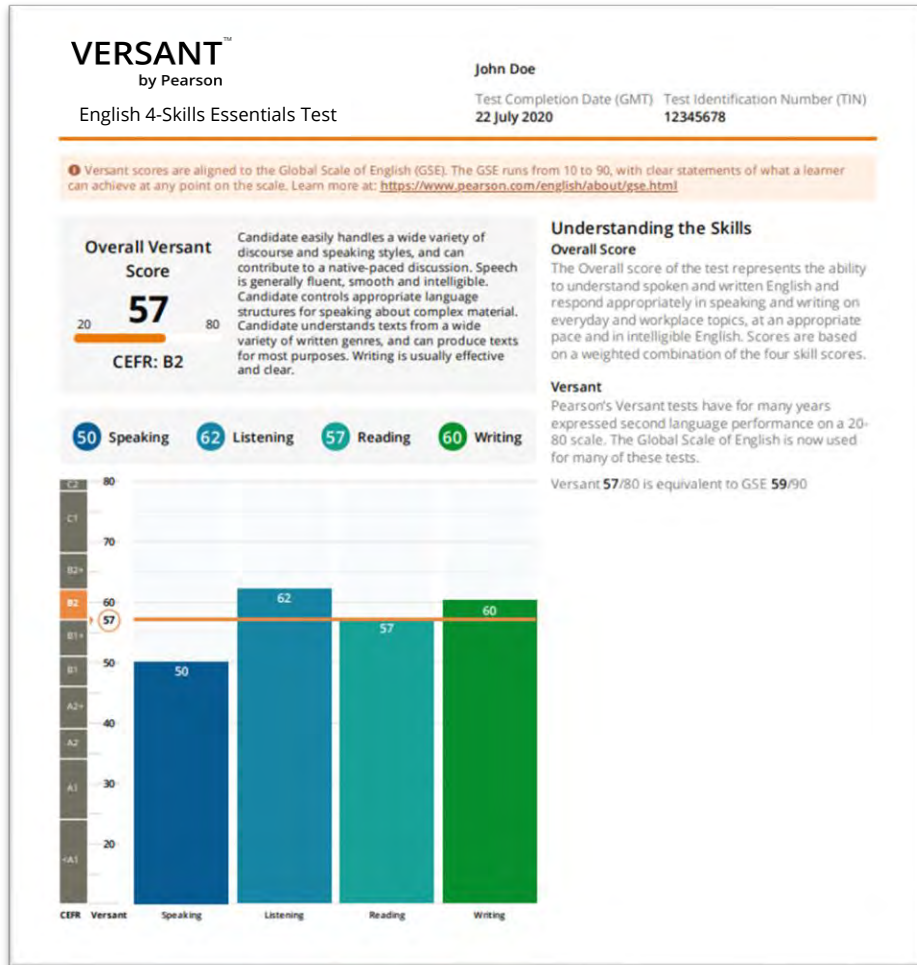 VERSANT™
by Pearson
English 4-Skills Essentials Test
John Doe
Test Completion Date (GMT) Test Identification Number (TIN)
22 July 2020 12345678
Versant scores are aligned to the Global Scale of English (GSE). The GSE runs from 10 to 90, with clear statements of what a learner
can achieve at any point on the scale. Learn more at: https://www.pearson.com/english/about/gse.html
Overall Versant
Score
57
20 80
CEFR: B2
Candidate easily handles a wide variety of
discourse and speaking styles, and can
contribute to a native-paced discussion. Speech
is generally fluent, smooth and intelligible.
Candidate controls appropriate language
structures for speaking about complex material.
Candidate understands texts from a wide
variety of written genres, and can produce texts
for most purposes. Writing is usually effective
and clear.
Understanding the Skills
Overall Score
The Overall score of the test represents the ability
to understand spoken and written English and
respond appropriately in speaking and writing on
everyday and workplace topics, at an appropriate
pace and in intelligible English. Scores are based
on a weighted combination of the four skill scores.
Versant
Pearson's Versant tests have for many years
expressed second language performance on a 20-
80 scale. The Global Scale of English is now used
for many of these tests.
Versant 57/80 is equivalent to GSE 59/90
50 Speaking 62 Listening 57 Reading 60 Writing
C2 80
C1
70
B2+
B2 60
57
B1+
B1 50
A2+
40
A2
A1 30
20
<A1
62
60
57
50
CEFR Versant Speaking Listening Reading Writing